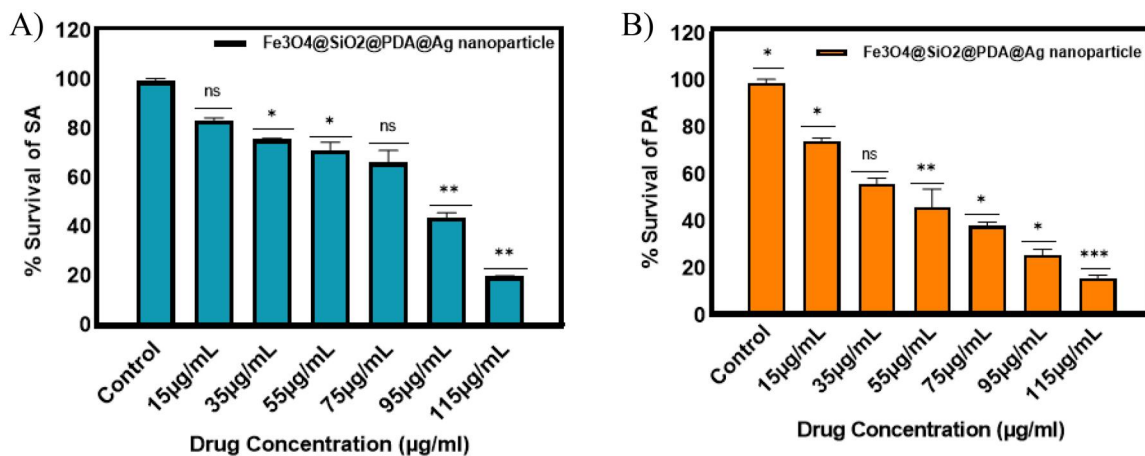 A)
% Survival of SA
120
100
80
60
40
20
0
Fe3O4@SiO2@PDA@Ag nanoparticle
ns
*
*
ns
**
**
Control
15µg/mL
35µg/mL
55µg/mL
75µg/mL
95µg/mL
115µg/mL
Drug Concentration (µg/ml)
B)
% Survival of PA
120
100
80
60
40
20
0
Fe3O4@SiO2@PDA@Ag nanoparticle
*
*
ns
**
*
*
***
Control
15µg/mL
35µg/mL
55µg/mL
75µg/mL
95µg/mL
115µg/mL
Drug Concentration (µg/ml)